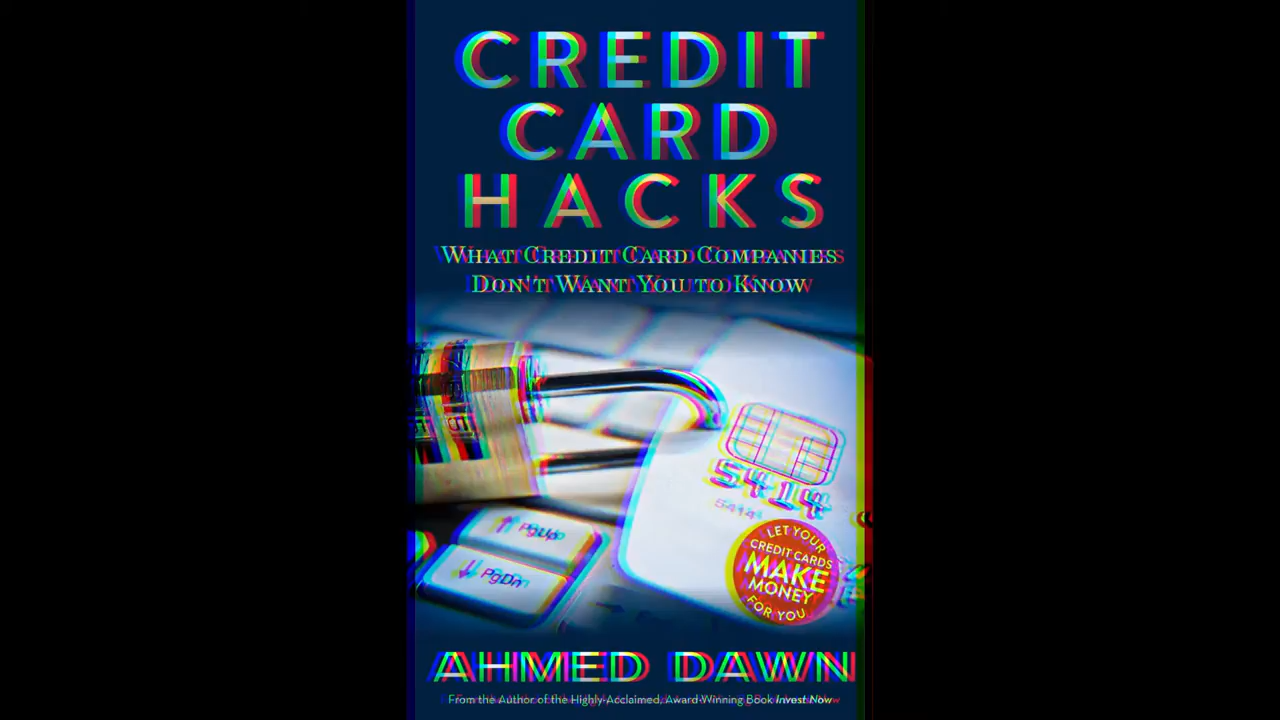 CREDIT
CARD
HACKS
WHAT CREDIT CARD COMPANIES
DON'T WANT YOU TO KNOW
5414
5414
PgUp
PgDn
LET YOUR
CREDIT CARDS
MAKE
MONEY
FOR YOU
AHMED DAWN
From the Author of the Highly-Acclaimed, Award-Winning Book Invest Now